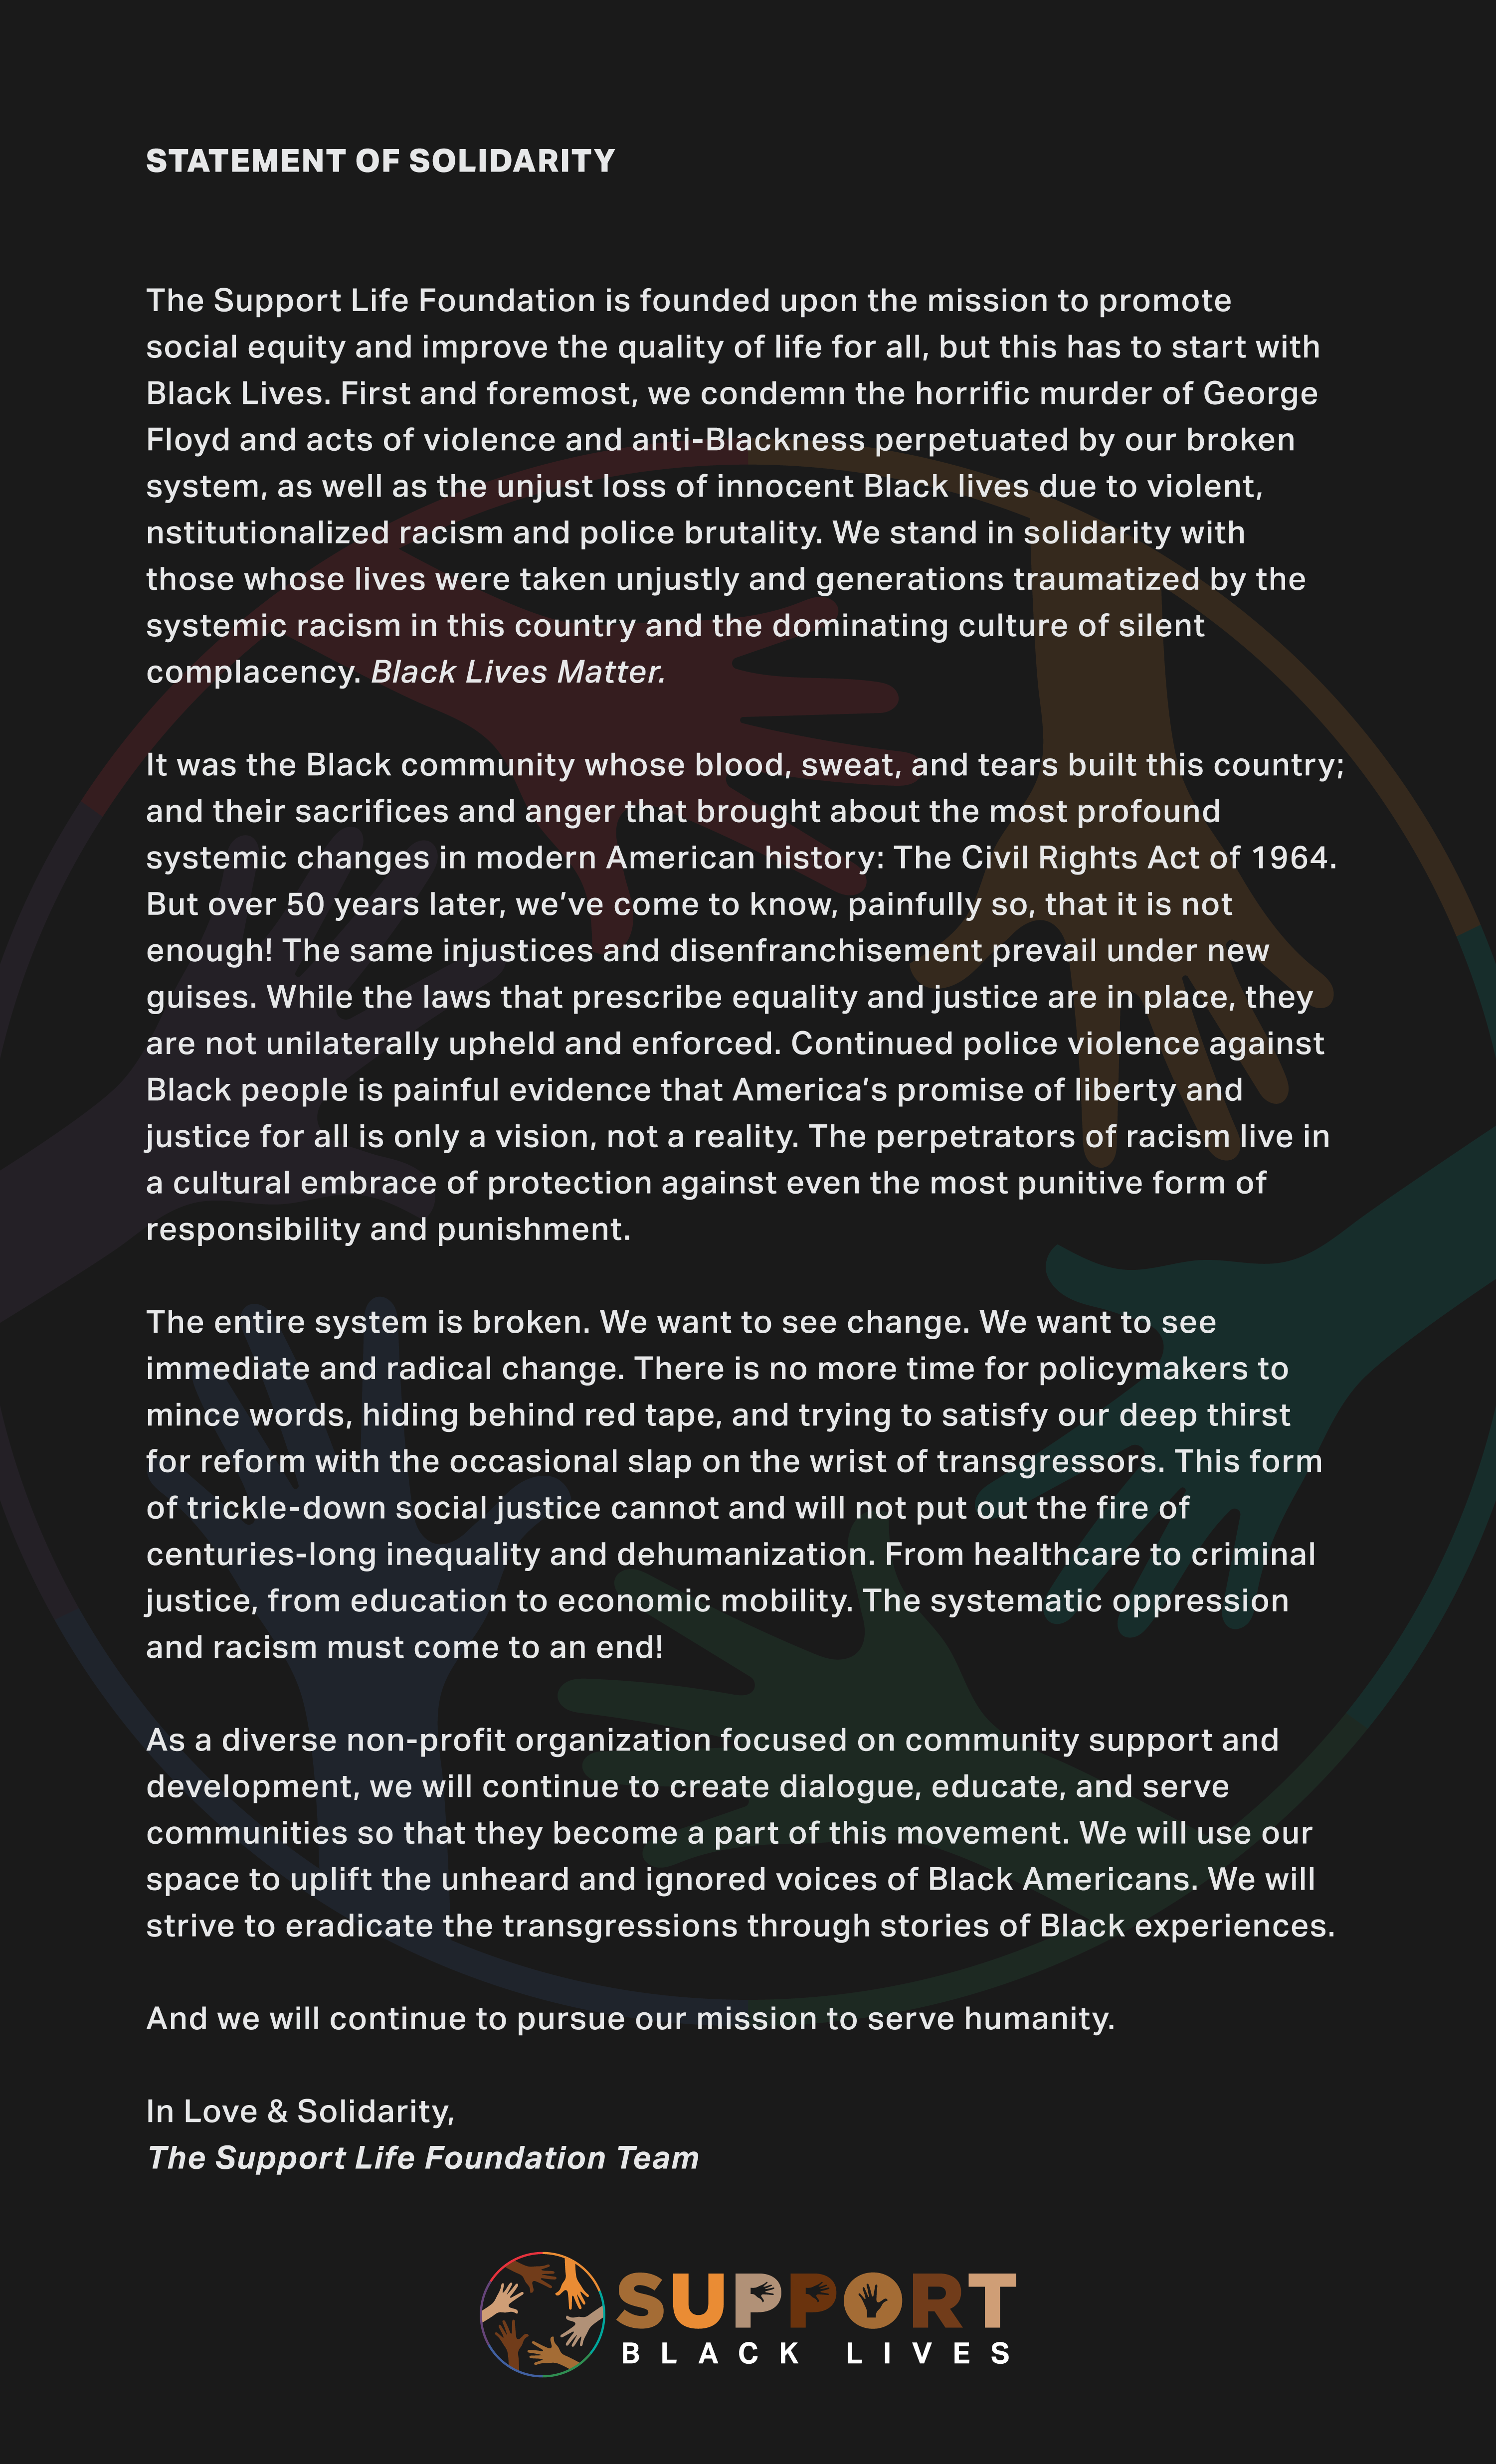 STATEMENT OF SOLIDARITY
The Support Life Foundation is founded upon the mission to promote
social equity and improve the quality of life for all, but this has to start with
Black Lives. First and foremost, we condemn the horrific murder of George
Floyd and acts of violence and anti-Blackness perpetuated by our broken
system, as well as the unjust loss of innocent Black lives due to violent,
nstitutionalized racism and police brutality. We stand in solidarity with
those whose lives were taken unjustly and generations traumatized by the
systemic racism in this country and the dominating culture of silent
complacency. Black Lives Matter.
It was the Black community whose blood, sweat, and tears built this country;
and their sacrifices and anger that brought about the most profound
systemic changes in modern American history: The Civil Rights Act of 1964.
But over 50 years later, we’ve come to know, painfully so, that it is not
enough! The same injustices and disenfranchisement prevail under new
guises. While the laws that prescribe equality and justice are in place, they
are not unilaterally upheld and enforced. Continued police violence against
Black people is painful evidence that America’s promise of liberty and
justice for all is only a vision, not a reality. The perpetrators of racism live in
a cultural embrace of protection against even the most punitive form of
responsibility and punishment.
The entire system is broken. We want to see change. We want to see
immediate and radical change. There is no more time for policymakers to
mince words, hiding behind red tape, and trying to satisfy our deep thirst
for reform with the occasional slap on the wrist of transgressors. This form
of trickle-down social justice cannot and will not put out the fire of
centuries-long inequality and dehumanization. From healthcare to criminal
justice, from education to economic mobility. The systematic oppression
and racism must come to an end!
As a diverse non-profit organization focused on community support and
development, we will continue to create dialogue, educate, and serve
communities so that they become a part of this movement. We will use our
space to uplift the unheard and ignored voices of Black Americans. We will
strive to eradicate the transgressions through stories of Black experiences.
And we will continue to pursue our mission to serve humanity.
In Love & Solidarity,
The Support Life Foundation Team
SUPPORT
BLACK LIVES